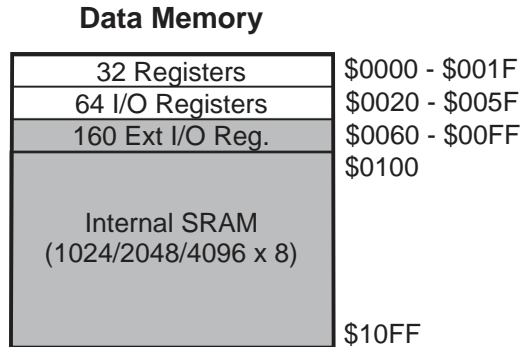 Data Memory
32 Registers $0000 - $001F
64 I/O Registers $0020 - $005F
160 Ext I/O Reg. $0060 - $00FF
$0100
Internal SRAM
(1024/2048/4096 x 8)
$10FF